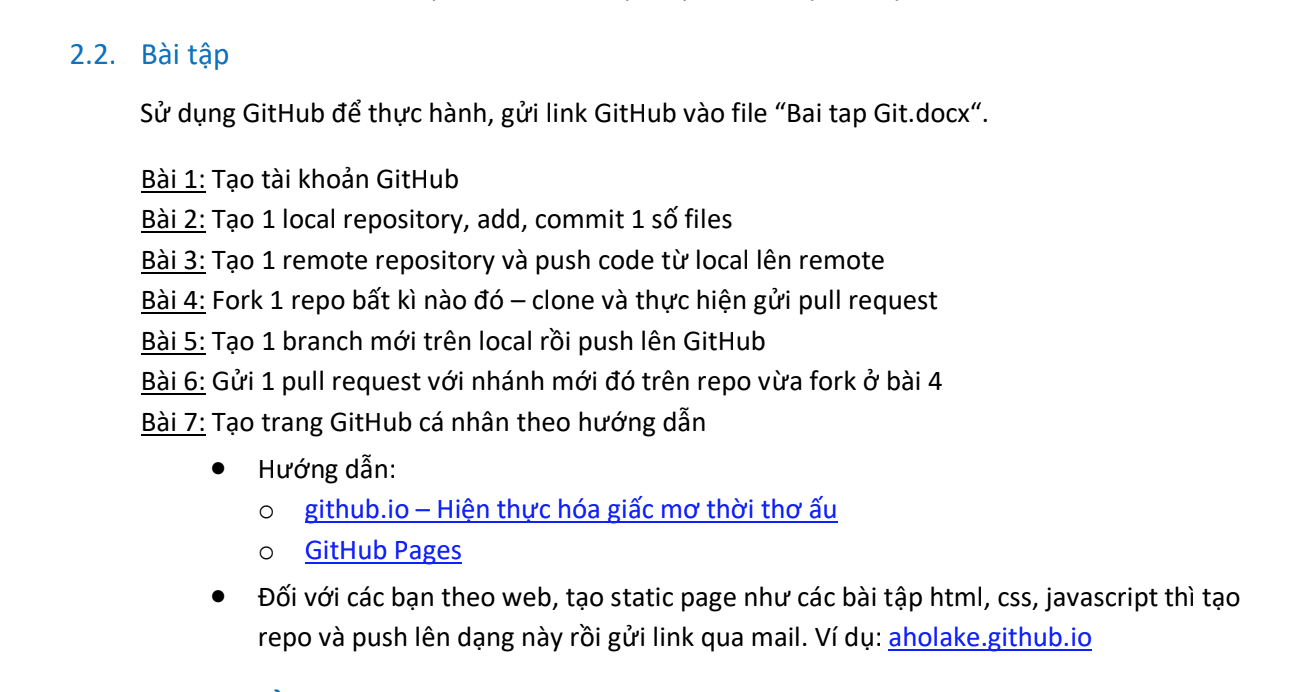 2.2. Bài tập
Sử dụng GitHub để thực hành, gửi link GitHub vào file “Bai tap Git.docx“.
Bài 1: Tạo tài khoản GitHub
Bài 2: Tạo 1 local repository, add, commit 1 số files
Bài 3: Tạo 1 remote repository và push code từ local lên remote
Bài 4: Fork 1 repo bất kì nào đó – clone và thực hiện gửi pull request
Bài 5: Tạo 1 branch mới trên local rồi push lên GitHub
Bài 6: Gửi 1 pull request với nhánh mới đó trên repo vừa fork ở bài 4
Bài 7: Tạo trang GitHub cá nhân theo hướng dẫn
● Hướng dẫn:
o github.io – Hiện thực hóa giấc mơ thời thơ ấu
o GitHub Pages
● Đối với các bạn theo web, tạo static page như các bài tập html, css, javascript thì tạo
repo và push lên dạng này rồi gửi link qua mail. Ví dụ: aholake.github.io